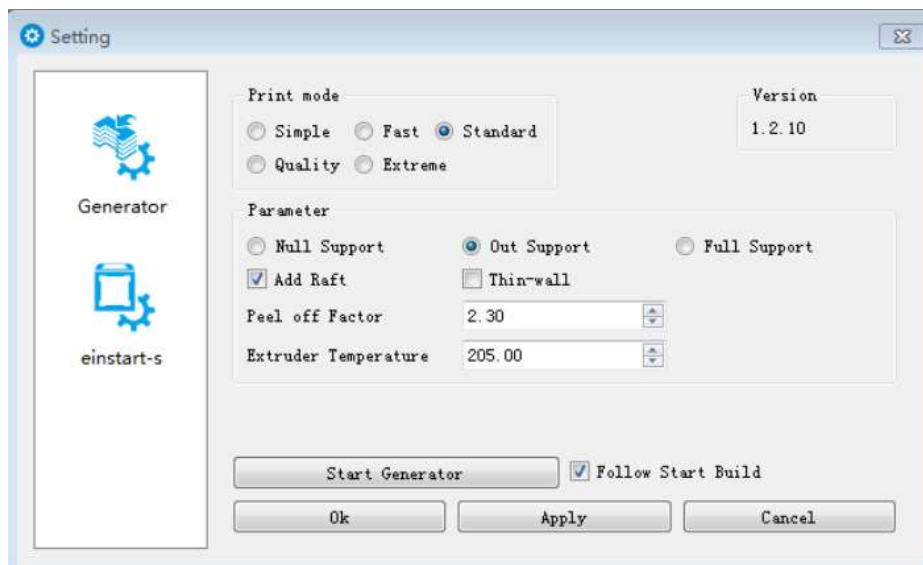 Setting
Generator
einstart-s
Print mode
Simple Fast Standard
Quality Extreme
Version
1.2.10
Parameter
Null Support Out Support Full Support
Add Raft Thin-wall
Peel off Factor 2.30
Extruder Temperature 205.00
Start Generator Follow Start Build
Ok Apply Cancel